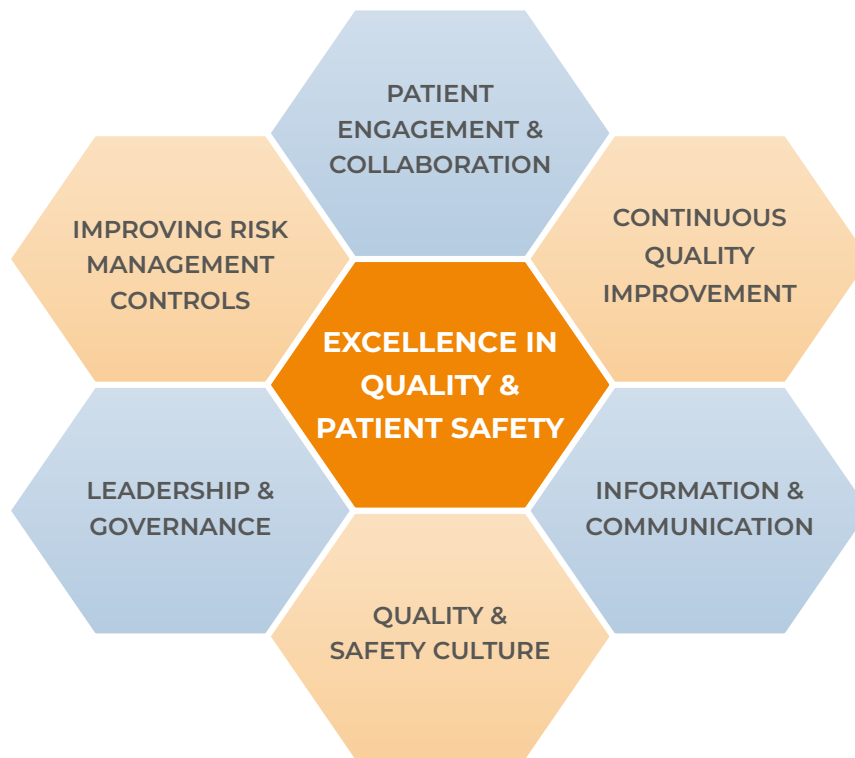 PATIENT
ENGAGEMENT &
COLLABORATION
IMPROVING RISK
MANAGEMENT
CONTROLS
CONTINUOUS
QUALITY
IMPROVEMENT
EXCELLENCE IN
QUALITY &
PATIENT SAFETY
LEADERSHIP &
GOVERNANCE
INFORMATION &
COMMUNICATION
QUALITY &
SAFETY CULTURE